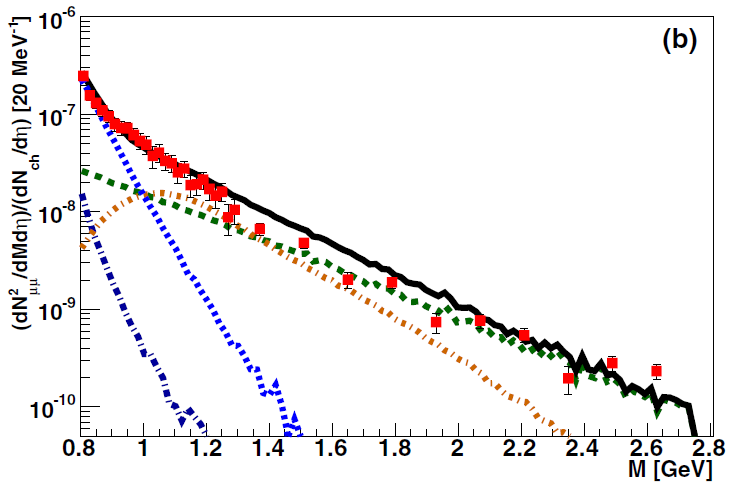 (b)
(dN²μμ/dMdη)/(dNch/dη) [20 MeV⁻¹]
10⁻⁶
10⁻⁷
10⁻⁸
10⁻⁹
10⁻¹⁰
0.8 1 1.2 1.4 1.6 1.8 2 2.2 2.4 2.6 2.8
M [GeV]